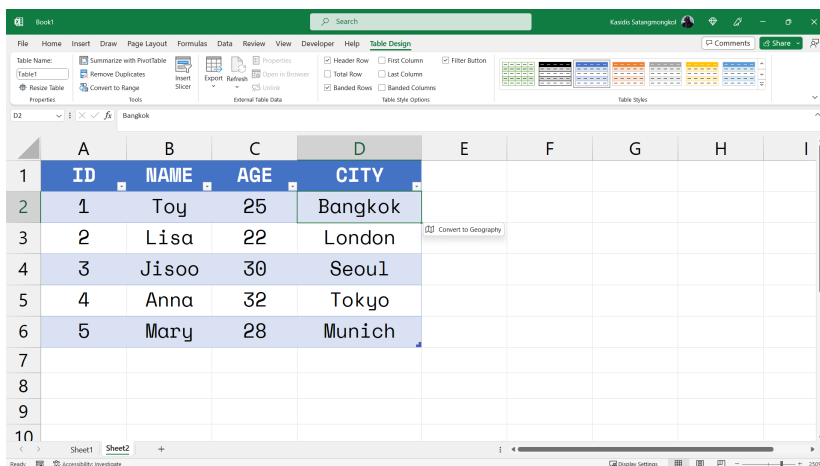 Book1
Search
Kasidis Satangmongkol
File Home Insert Draw Page Layout Formulas Data Review View Developer Help Table Design
Comments Share
Table Name:
Table1
Resize Table
Properties
Summarize with PivotTable
Remove Duplicates
Convert to Range
Tools
Insert
Slicer
Export Refresh
Properties
Open in Browser
Unlink
External Table Data
Header Row First Column Filter Button
Total Row Last Column
Banded Rows Banded Columns
Table Style Options
Table Styles
D2 fx Bangkok
A B C D E F G H I
1 ID NAME AGE CITY
2 1 Toy 25 Bangkok
Convert to Geography
3 2 Lisa 22 London
4 3 Jisoo 30 Seoul
5 4 Anna 32 Tokyo
6 5 Mary 28 Munich
7
8
9
10
Sheet1 Sheet2 +
Ready Accessibility: Investigate Display Settings